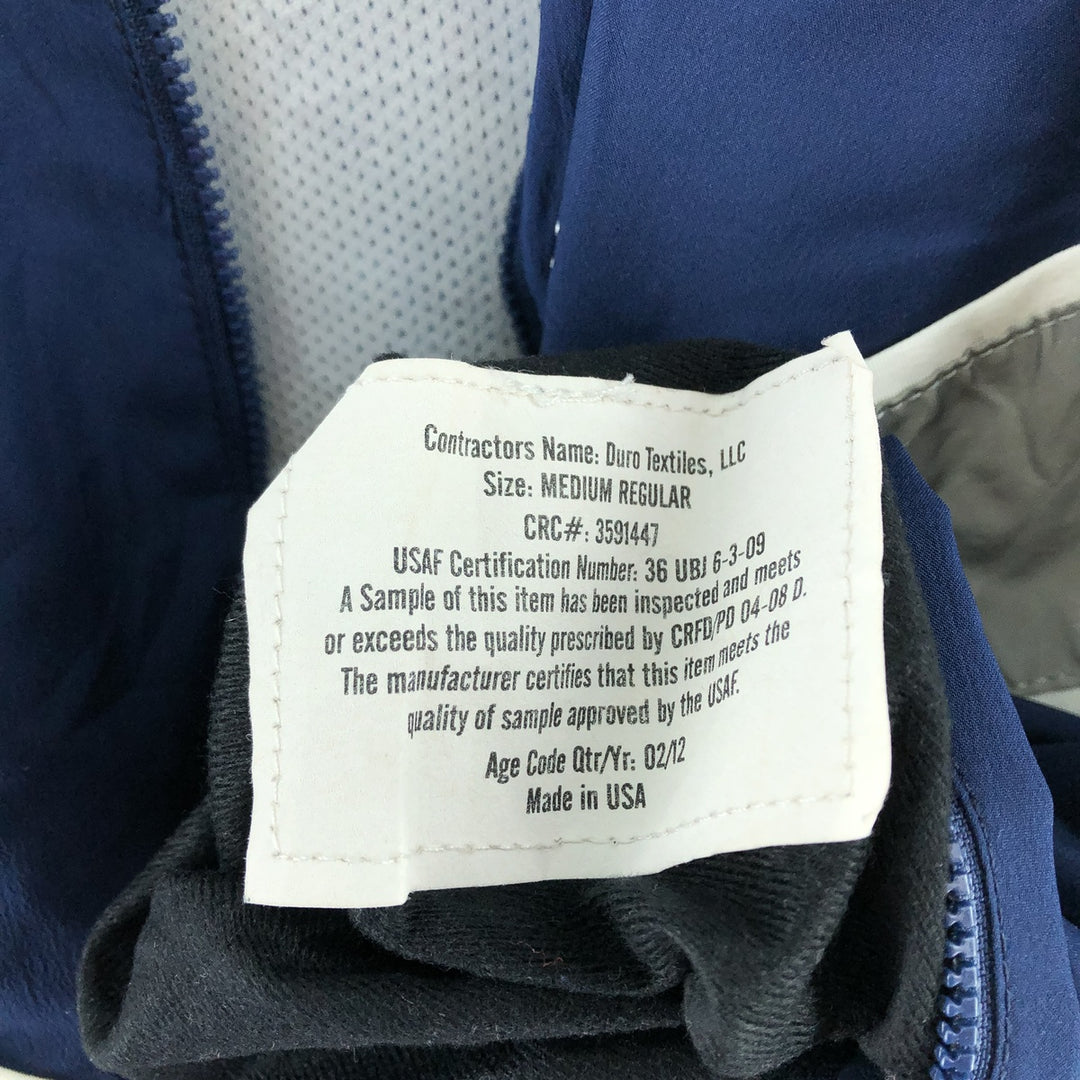 Contractors Name: Duro Textiles, LLC
Size: MEDIUM REGULAR
CRC#: 3591447
USAF Certification Number: 36 UBJ 6-3-09
A Sample of this item has been inspected and meets
or exceeds the quality prescribed by CRFD/PD 04-08 D.
The manufacturer certifies that this item meets the
quality of sample approved by the USAF.
Age Code Qtr/Yr: 02/12
Made in USA